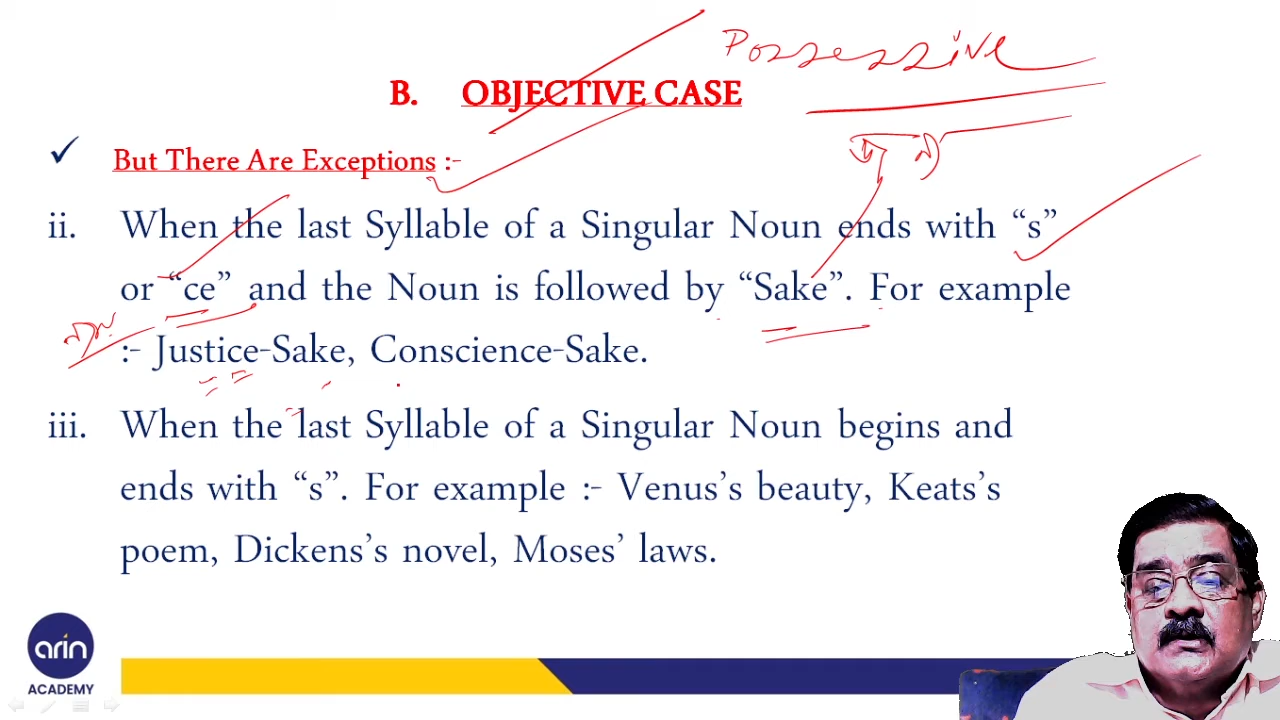 Possessive
B. OBJECTIVE CASE
✓ But There Are Exceptions :-
ii. When the last Syllable of a Singular Noun ends with “s”
or “ce” and the Noun is followed by “Sake”. For example
:- Justice-Sake, Conscience-Sake.
iii. When the last Syllable of a Singular Noun begins and
ends with “s”. For example :- Venus’s beauty, Keats’s
poem, Dickens’s novel, Moses’ laws.
arin
ACADEMY